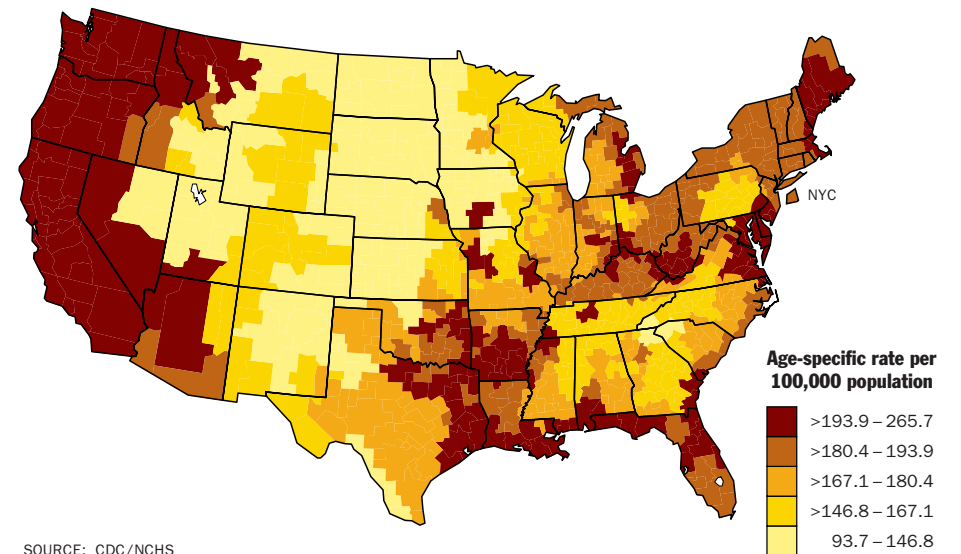 NYC
Age-specific rate per
100,000 population
>193.9 – 265.7
>180.4 – 193.9
>167.1 – 180.4
>146.8 – 167.1
93.7 – 146.8
SOURCE: CDC/NCHS